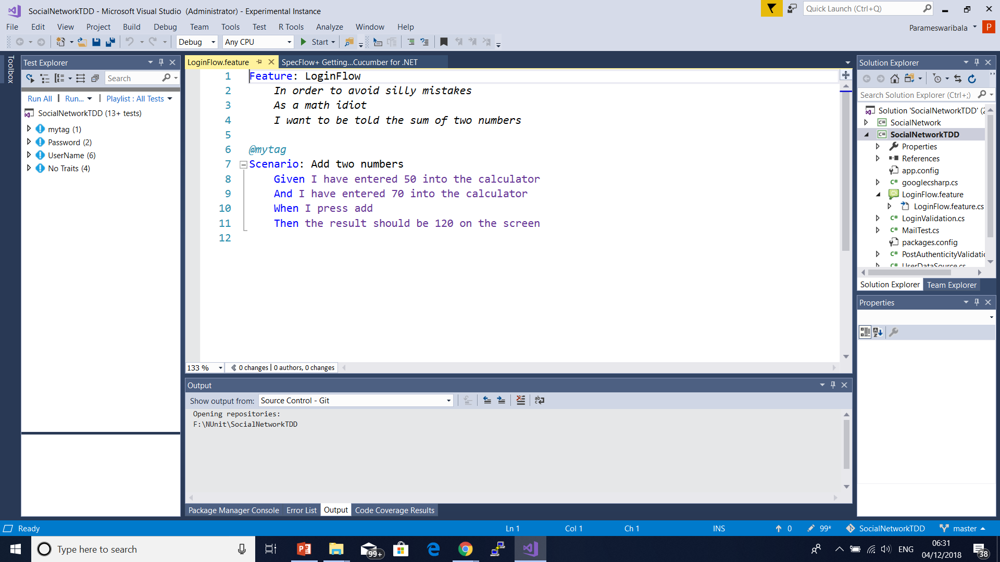 SocialNetworkTDD - Microsoft Visual Studio (Administrator) - Experimental Instance
Quick Launch (Ctrl+Q)
File Edit View Project Build Debug Team Tools Test R Tools Analyze Window Help
Parameswaribala P
Debug Any CPU Start
Toolbox
Test Explorer
Search
Run All | Run... | Playlist : All Tests
SocialNetworkTDD (13+ tests)
mytag (1)
Password (2)
UserName (6)
No Traits (4)
LoginFlow.feature SpecFlow+ Getting...Cucumber for .NET
1 Feature: LoginFlow
2 In order to avoid silly mistakes
3 As a math idiot
4 I want to be told the sum of two numbers
5
6 @mytag
7 Scenario: Add two numbers
8 Given I have entered 50 into the calculator
9 And I have entered 70 into the calculator
10 When I press add
11 Then the result should be 120 on the screen
12
133 % 0 changes | 0 authors, 0 changes
Output
Show output from: Source Control - Git
Opening repositories:
F:\NUnit\SocialNetworkTDD
Package Manager Console Error List Output Code Coverage Results
Solution Explorer
Search Solution Explorer (Ctrl+;)
Solution 'SocialNetworkTDD' (2
SocialNetwork
SocialNetworkTDD
Properties
References
app.config
googlecsharp.cs
LoginFlow.feature
LoginFlow.feature.cs
LoginValidation.cs
MailTest.cs
packages.config
PostAuthenticityValidatic
UserDataSource.cs
Solution Explorer Team Explorer
Properties
Ready Ln 1 Col 1 Ch 1 INS 0 99* SocialNetworkTDD master
Type here to search
99+
ENG
06:31
04/12/2018
38